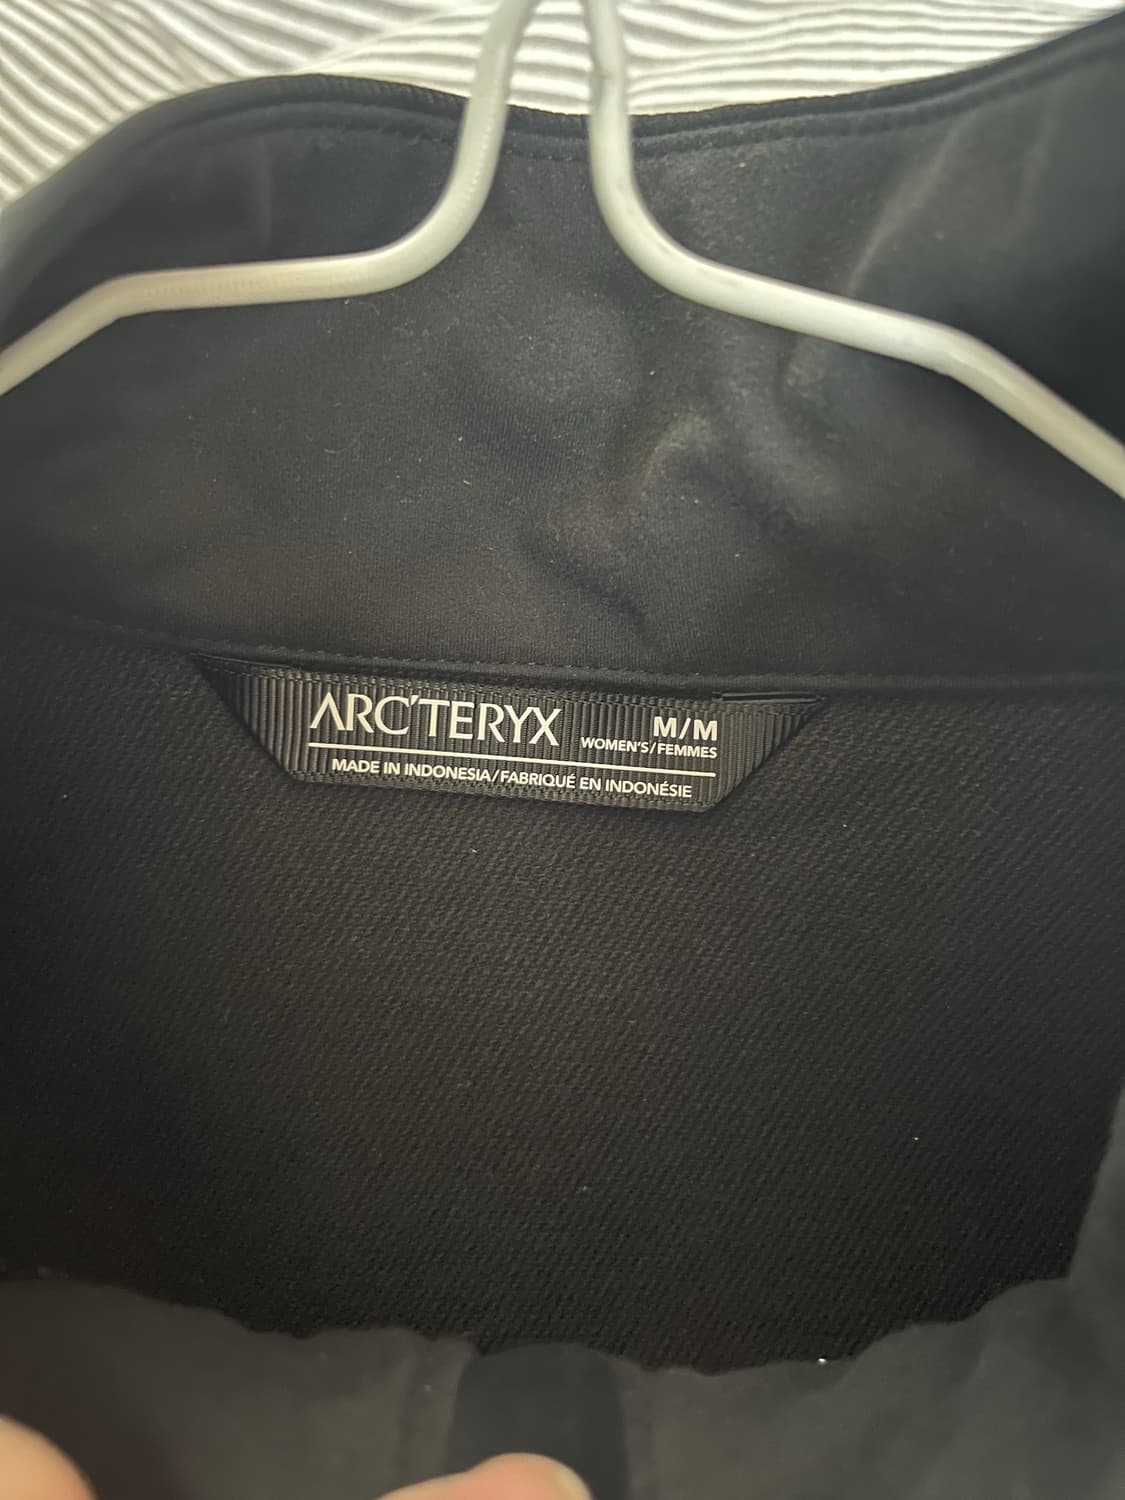 ARC'TERYX
M/M
WOMEN'S/FEMMES
MADE IN INDONESIA/FABRIQUÉ EN INDONÉSIE